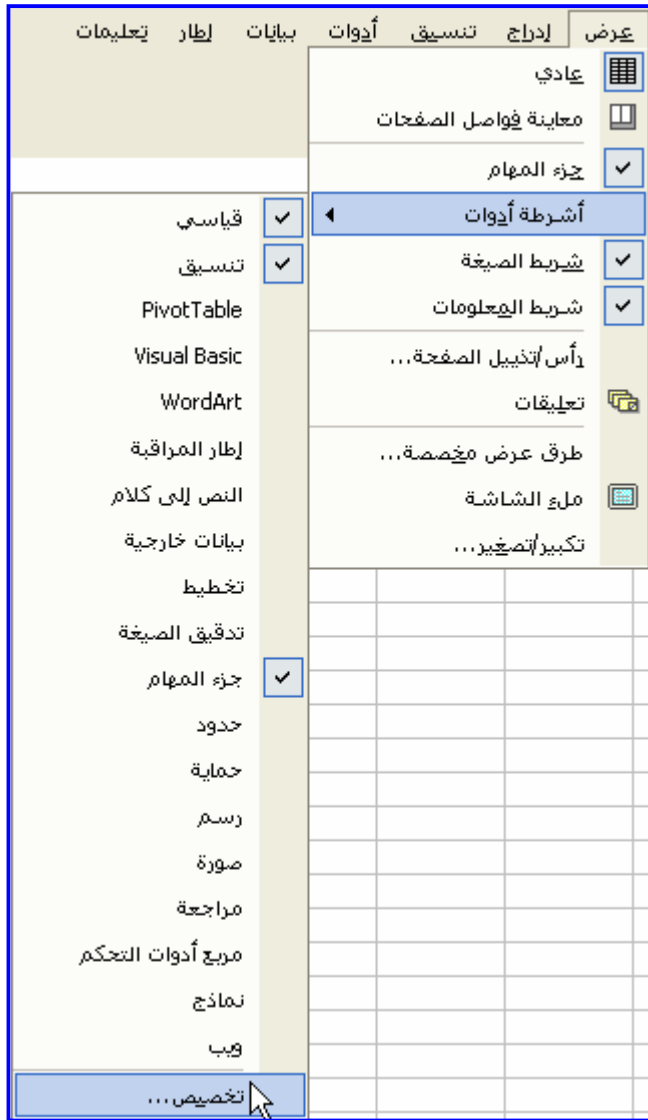 عرض إدراج تنسيق أدوات بيانات إطار تعليمات
عادي
معاينة فواصل الصفحات
جزء المهام
أشرطة أدوات
شريط الصيغة
شريط المعلومات
رأس/تذييل الصفحة...
تعليقات
طرق عرض مخصصة...
ملء الشاشة
تكبير/تصغير...
قياسي
تنسيق
PivotTable
Visual Basic
WordArt
إطار المراقبة
النص إلى كلام
بيانات خارجية
تخطيط
تدقيق الصيغة
جزء المهام
حدود
حماية
رسم
صورة
مراجعة
مربع أدوات التحكم
نماذج
ويب
تخصيص...